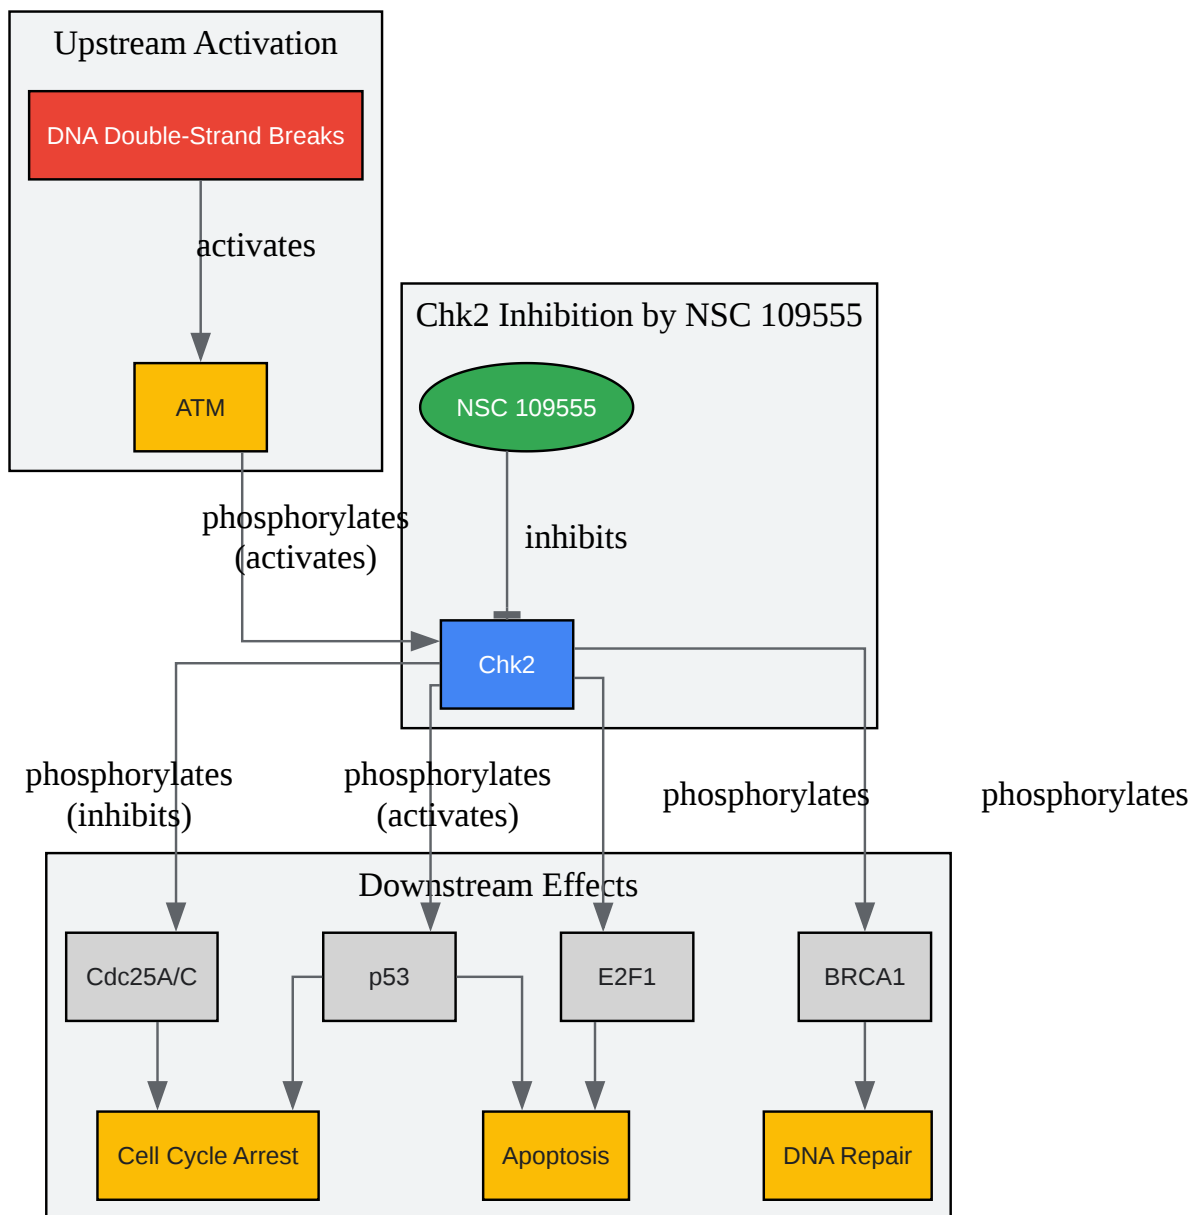 Upstream Activation
DNA Double-Strand Breaks
activates
Chk2 Inhibition by NSC 109555
ATM
NSC 109555
phosphorylates
(activates)
inhibits
Chk2
phosphorylates
(inhibits)
phosphorylates
(activates)
phosphorylates
phosphorylates
Downstream Effects
Cdc25A/C
p53
E2F1
BRCA1
Cell Cycle Arrest
Apoptosis
DNA Repair